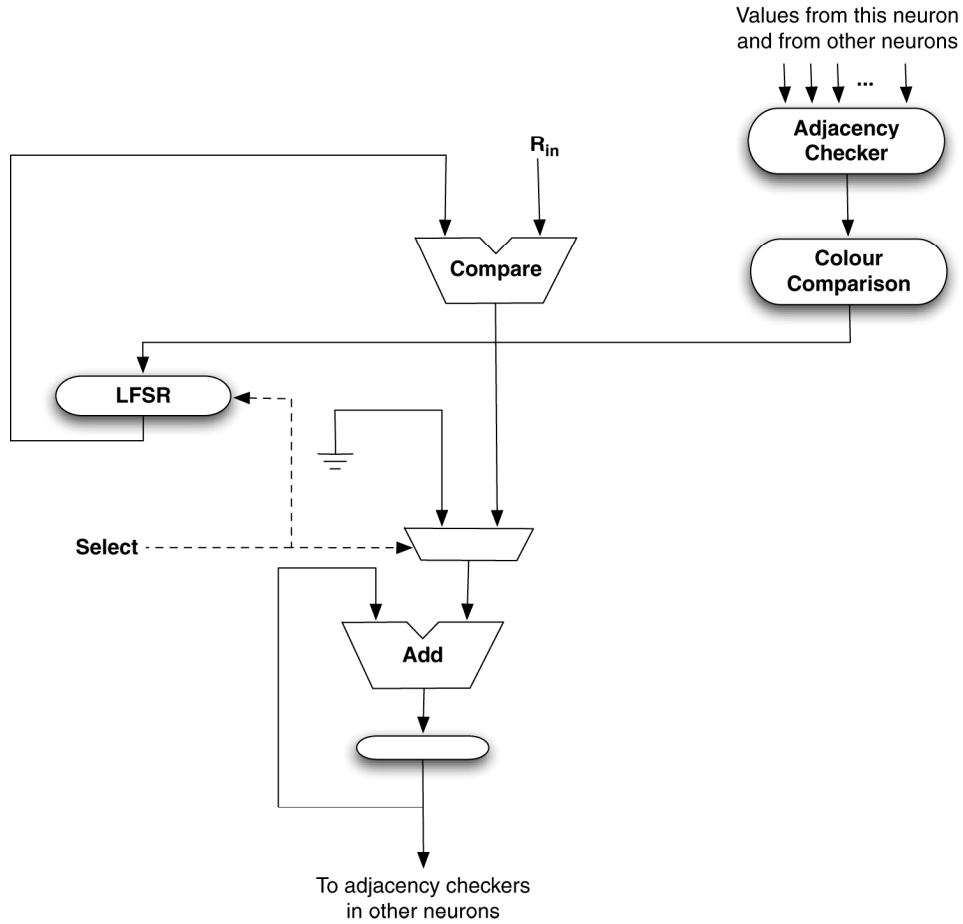 Values from this neuron
and from other neurons
...
Adjacency
Checker
Rin
Compare
Colour
Comparison
LFSR
Select
Add
To adjacency checkers
in other neurons